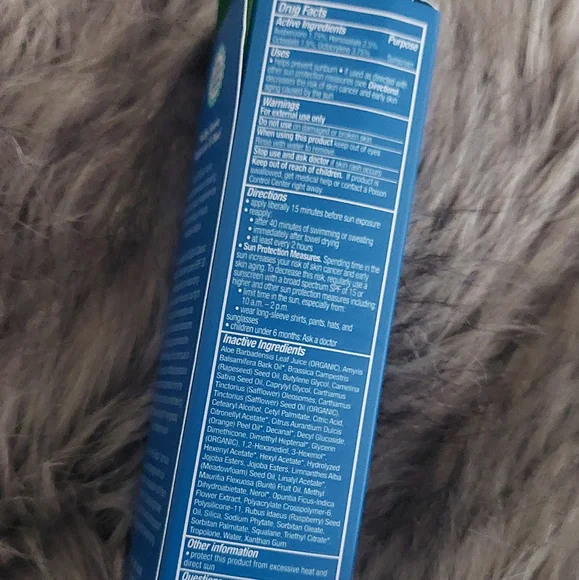 Drug Facts
Active Ingredients Purpose
Avobenzone 1.75%, Homosalate 2.5%,
Octisalate 1.5%, Octocrylene 3.75% Sunscreen
Uses
• helps prevent sunburn • if used as directed with
other sun protection measures (see Directions),
decreases the risk of skin cancer and early skin
aging caused by the sun
Warnings
For external use only
Do not use on damaged or broken skin
When using this product keep out of eyes
Rinse with water to remove
Stop use and ask doctor if skin rash occurs
Keep out of reach of children. If product is
swallowed, get medical help or contact a Poison
Control Center right away
Directions
• apply liberally 15 minutes before sun exposure
• reapply:
• after 40 minutes of swimming or sweating
• immediately after towel drying
• at least every 2 hours
• Sun Protection Measures. Spending time in the
sun increases your risk of skin cancer and early
skin aging. To decrease this risk, regularly use a
sunscreen with a broad spectrum SPF of 15 or
higher and other sun protection measures including:
• limit time in the sun, especially from:
10 a.m. – 2 p.m.
• wear long-sleeve shirts, pants, hats, and
sunglasses
• children under 6 months: Ask a doctor
Inactive Ingredients
Aloe Barbadensis Leaf Juice (ORGANIC), Amyris
Balsamifera Bark Oil*, Brassica Campestris
(Rapeseed) Seed Oil, Butylene Glycol, Camelina
Sativa Seed Oil, Caprylyl Glycol, Carthamus
Tinctorius (Safflower) Oleosomes, Carthamus
Tinctorius (Safflower) Seed Oil (ORGANIC),
Cetearyl Alcohol, Cetyl Palmitate, Citric Acid,
Citronellyl Acetate*, Citrus Aurantium Dulcis
(Orange) Peel Oil*, Decanal*, Decyl Glucoside,
Dimethicone, Dimethyl Heptenal*, Glycerin
(ORGANIC), 1,2-Hexanediol, 3-Hexenol*,
Hexenyl Acetate*, Hexyl Acetate*, Hydrolyzed
Jojoba Esters, Jojoba Esters, Limnanthes Alba
(Meadowfoam) Seed Oil, Linalyl Acetate*,
Mauritia Flexuosa (Buriti) Fruit Oil, Methyl
Dihydroabietate, Nerol*, Opuntia Ficus-Indica
Flower Extract, Polyacrylate Crosspolymer-6,
Polysilicone-11, Rubus Idaeus (Raspberry) Seed
Oil, Silica, Sodium Phytate, Sorbitan Oleate,
Sorbitan Palmitate, Squalane, Triethyl Citrate*,
Tropolone, Water, Xanthan Gum
Other information
• protect this product from excessive heat and
direct sun
Questions